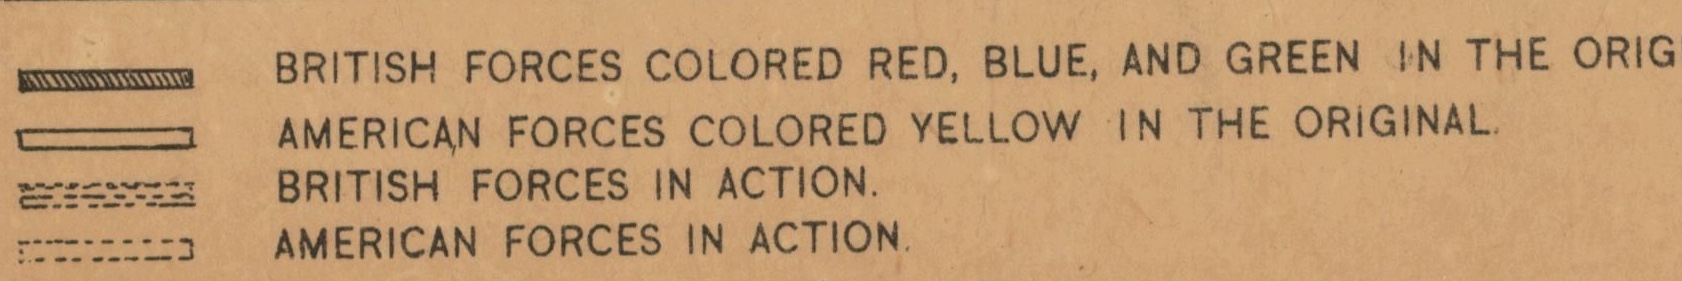 BRITISH FORCES COLORED RED, BLUE, AND GREEN IN THE ORIG
AMERICAN FORCES COLORED YELLOW IN THE ORIGINAL.
BRITISH FORCES IN ACTION.
AMERICAN FORCES IN ACTION.